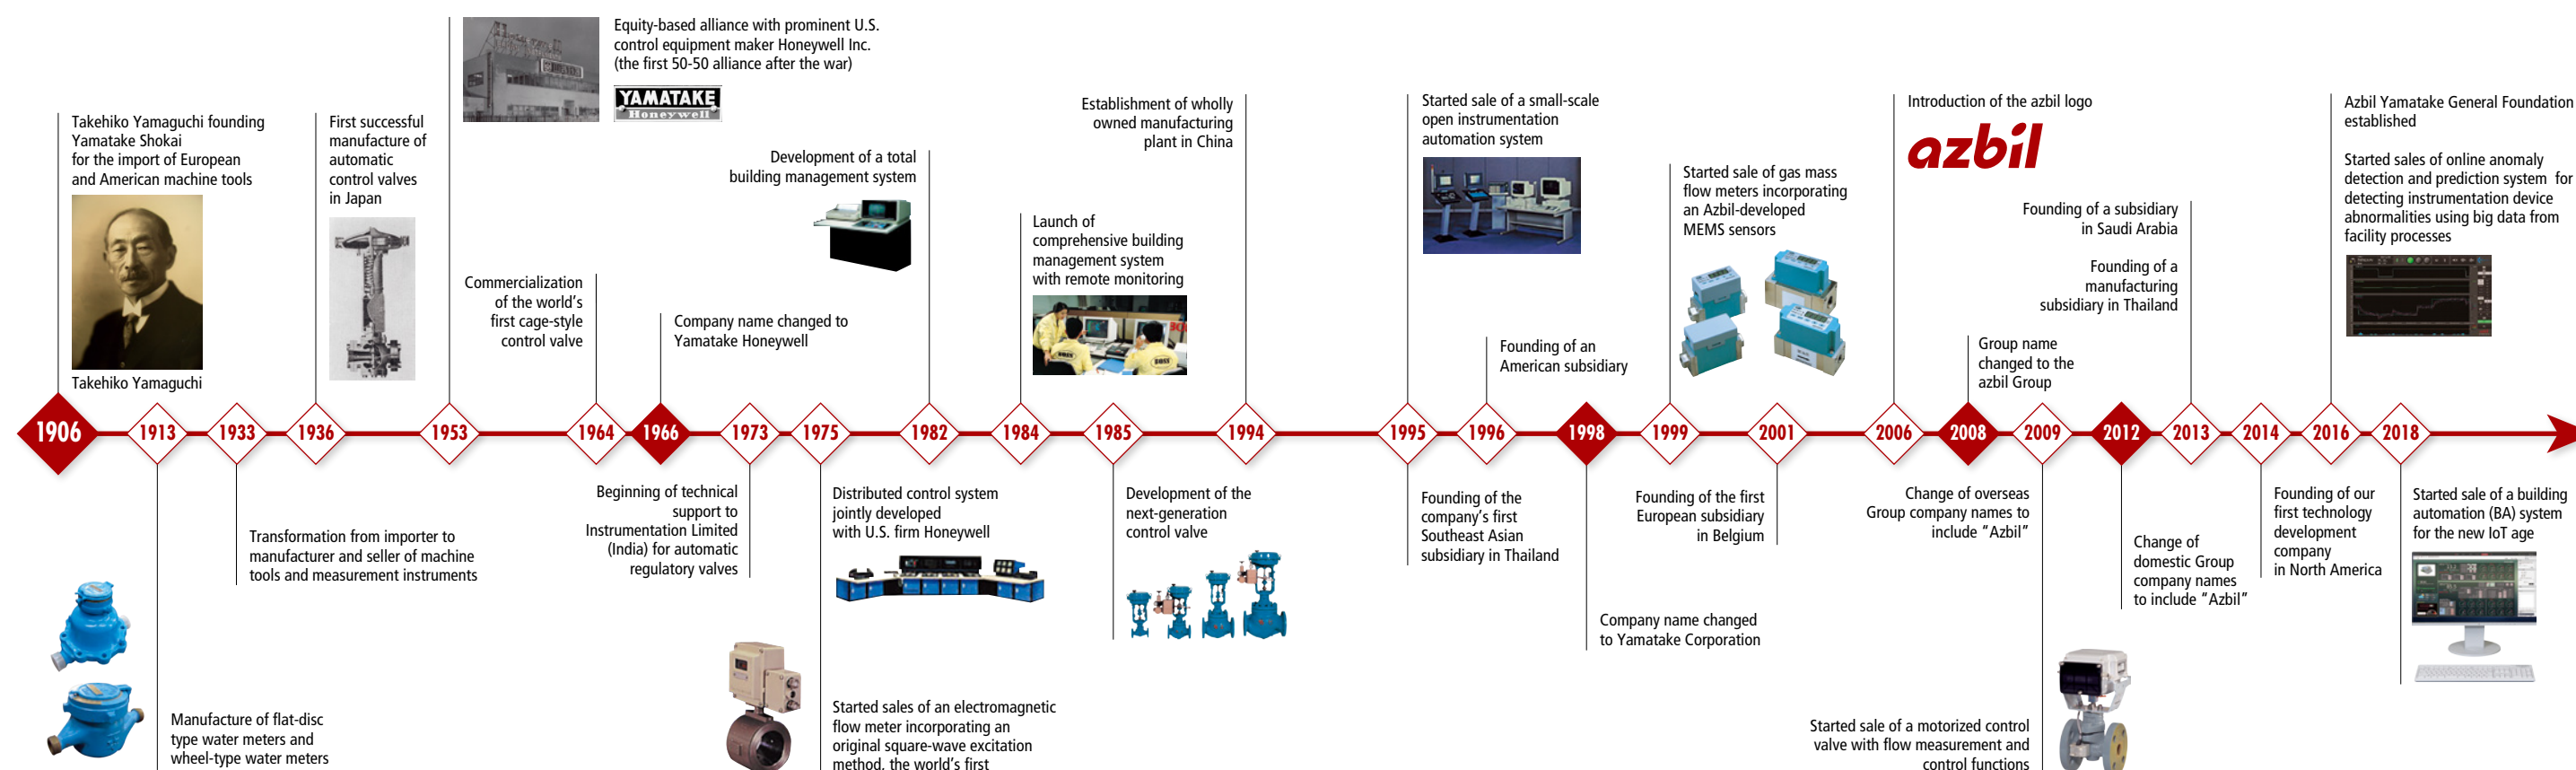 Takehiko Yamaguchi founding
Yamatake Shokai
for the import of European
and American machine tools
Takehiko Yamaguchi
First successful
manufacture of
automatic
control valves
in Japan
Equity-based alliance with prominent U.S.
control equipment maker Honeywell Inc.
(the first 50-50 alliance after the war)
YAMATAKE
Honeywell
Commercialization
of the world's
first cage-style
control valve
Company name changed to
Yamatake Honeywell
Development of a total
building management system
Launch of
comprehensive building
management system
with remote monitoring
BOSS
BOSS
Establishment of wholly
owned manufacturing
plant in China
Started sale of a small-scale
open instrumentation
automation system
Founding of an
American subsidiary
Started sale of gas mass
flow meters incorporating
an Azbil-developed
MEMS sensors
Introduction of the azbil logo
azbil
Group name
changed to the
azbil Group
Founding of a subsidiary
in Saudi Arabia
Founding of a
manufacturing
subsidiary in Thailand
Azbil Yamatake General Foundation
established
Started sales of online anomaly
detection and prediction system for
detecting instrumentation device
abnormalities using big data from
facility processes
1906 1913 1933 1936 1953 1964 1966 1973 1975 1982 1984 1985 1994 1995 1996 1998 1999 2001 2006 2008 2009 2012 2013 2014 2016 2018
Manufacture of flat-disc
type water meters and
wheel-type water meters
Transformation from importer to
manufacturer and seller of machine
tools and measurement instruments
Beginning of technical
support to
Instrumentation Limited
(India) for automatic
regulatory valves
Distributed control system
jointly developed
with U.S. firm Honeywell
Started sales of an electromagnetic
flow meter incorporating an
original square-wave excitation
method, the world's first
Development of the
next-generation
control valve
Founding of the
company's first
Southeast Asian
subsidiary in Thailand
Company name changed
to Yamatake Corporation
Founding of the first
European subsidiary
in Belgium
Change of overseas
Group company names to
include “Azbil”
Started sale of a motorized control
valve with flow measurement and
control functions
Change of
domestic Group
company names
to include “Azbil”
Founding of our
first technology
development
company
in North America
Started sale of a building
automation (BA) system
for the new IoT age